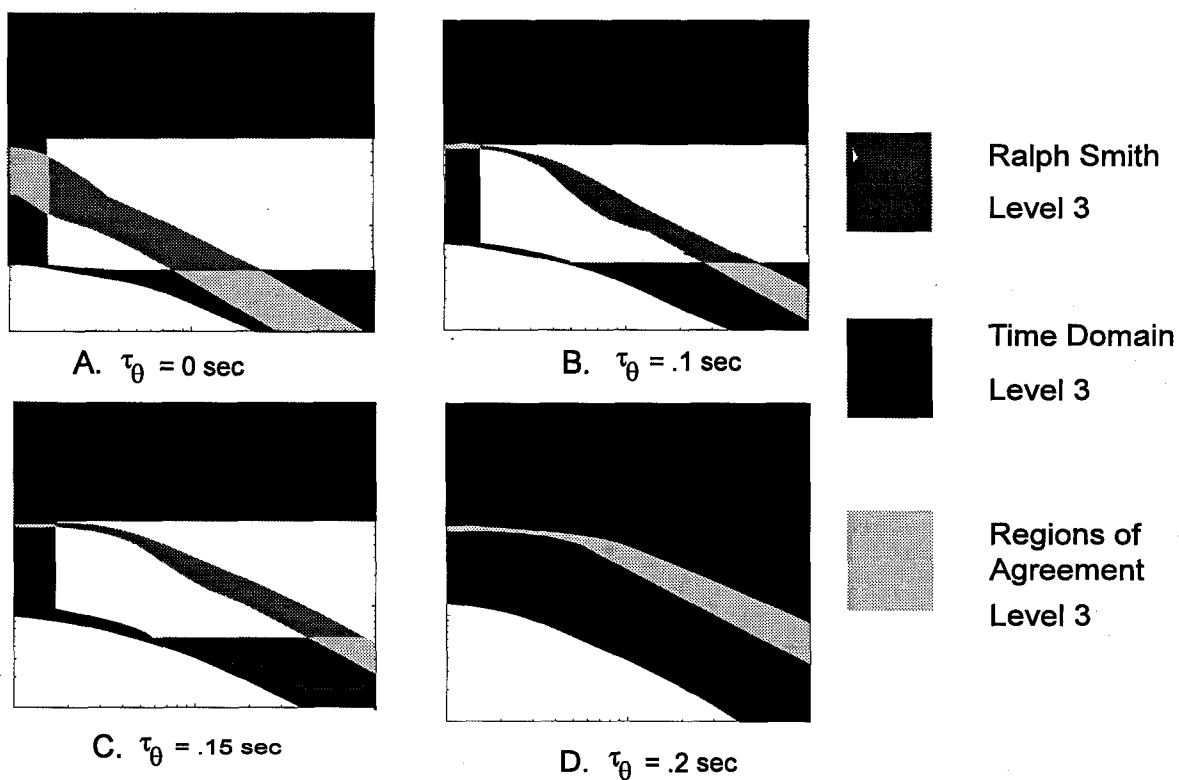 A. τθ = 0 sec
B. τθ = .1 sec
C. τθ = .15 sec
D. τθ = .2 sec
Ralph Smith
Level 3
Time Domain
Level 3
Regions of
Agreement
Level 3